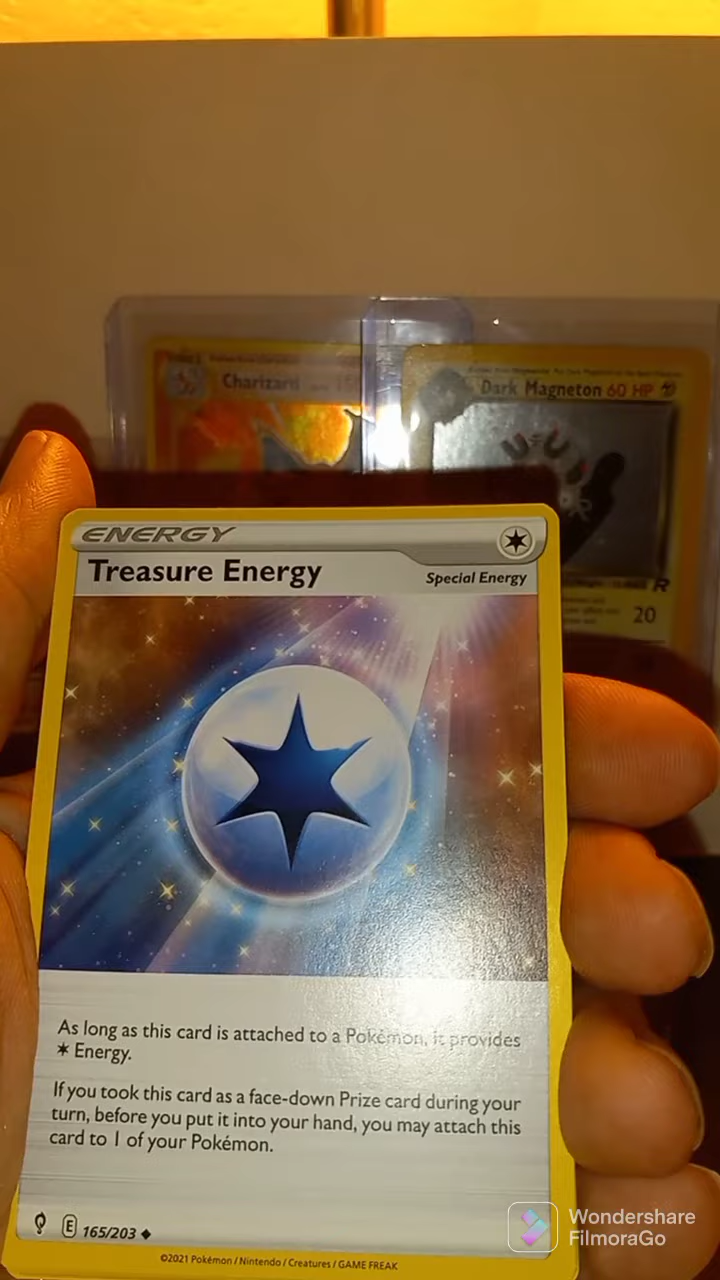 Charizard
Dark Magneton 60 HP
R
20
ENERGY
Treasure Energy
Special Energy
As long as this card is attached to a Pokémon, it provides
✶ Energy.
If you took this card as a face-down Prize card during your
turn, before you put it into your hand, you may attach this
card to 1 of your Pokémon.
E 165/203 ◆
©2021 Pokémon / Nintendo / Creatures / GAME FREAK
Wondershare
FilmoraGo